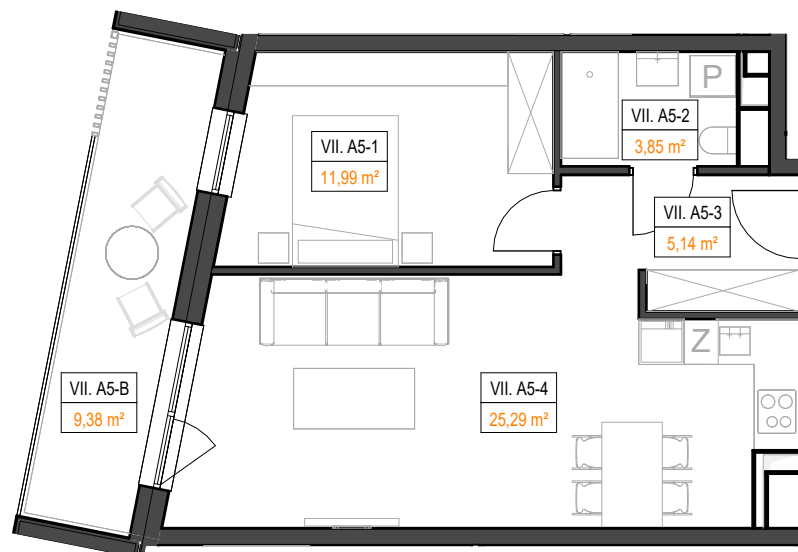 P
VII. A5-2
3,85 m²
VII. A5-1
11,99 m²
VII. A5-3
5,14 m²
Z
VII. A5-B
9,38 m²
VII. A5-4
25,29 m²